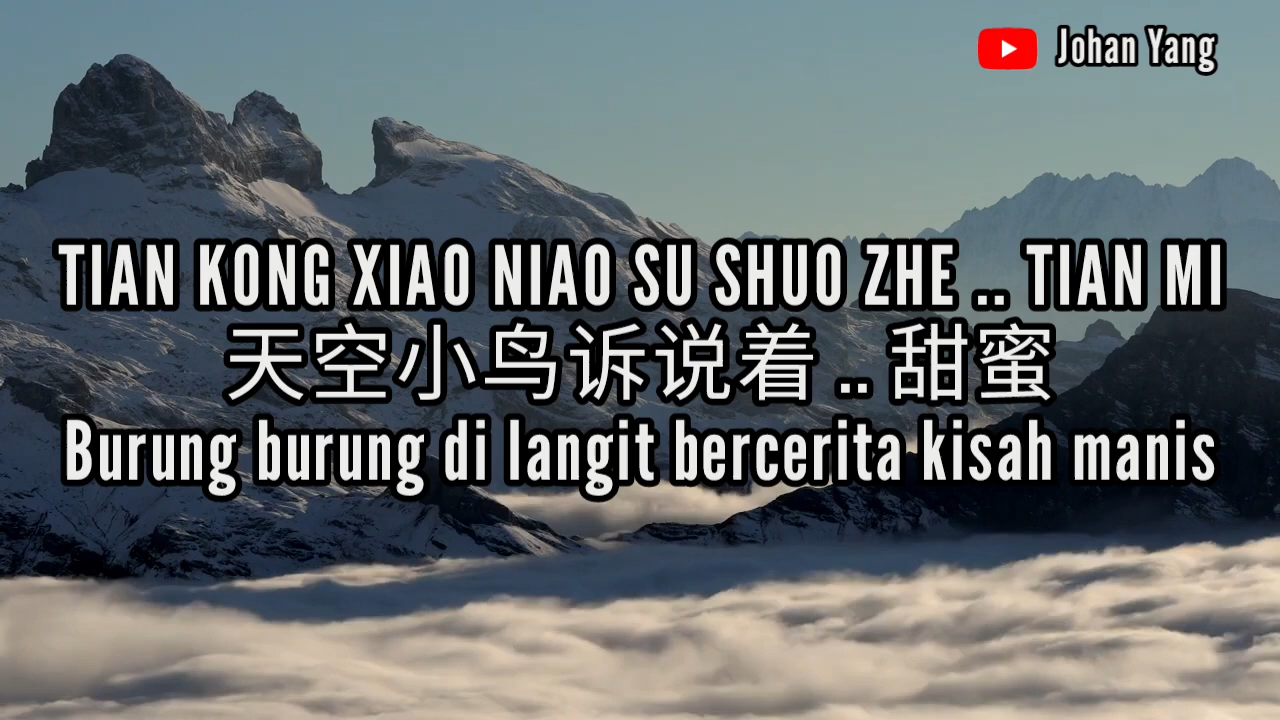 Johan Yang
TIAN KONG XIAO NIAO SU SHUO ZHE .. TIAN MI
天空小鸟诉说着 .. 甜蜜
Burung burung di langit bercerita kisah manis